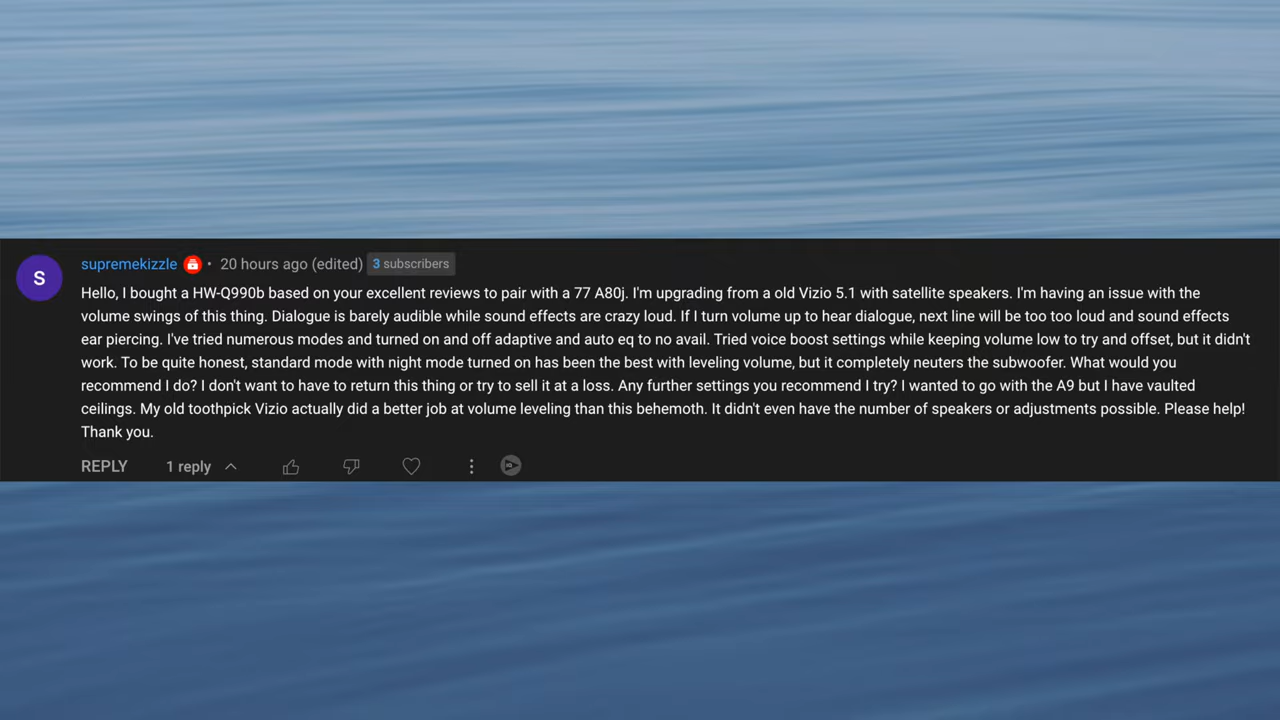 S
supremekizzle • 20 hours ago (edited) 3 subscribers
Hello, I bought a HW-Q990b based on your excellent reviews to pair with a 77 A80j. I'm upgrading from a old Vizio 5.1 with satellite speakers. I'm having an issue with the
volume swings of this thing. Dialogue is barely audible while sound effects are crazy loud. If I turn volume up to hear dialogue, next line will be too too loud and sound effects
ear piercing. I've tried numerous modes and turned on and off adaptive and auto eq to no avail. Tried voice boost settings while keeping volume low to try and offset, but it didn't
work. To be quite honest, standard mode with night mode turned on has been the best with leveling volume, but it completely neuters the subwoofer. What would you
recommend I do? I don't want to have to return this thing or try to sell it at a loss. Any further settings you recommend I try? I wanted to go with the A9 but I have vaulted
ceilings. My old toothpick Vizio actually did a better job at volume leveling than this behemoth. It didn't even have the number of speakers or adjustments possible. Please help!
Thank you.
REPLY 1 reply